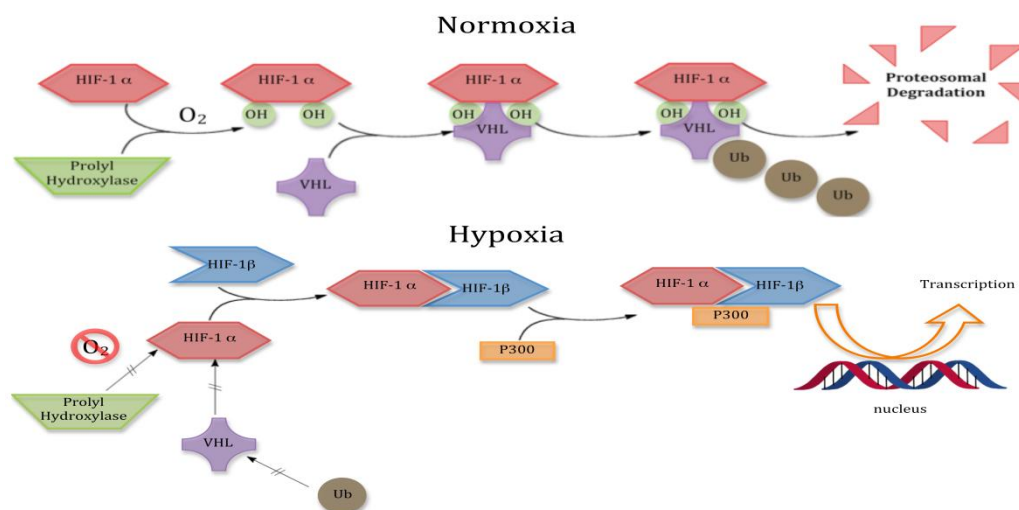 Normoxia
HIF-1 α
HIF-1 α
HIF-1 α
HIF-1 α
O2
OH
OH
OH
OH
OH
OH
Proteosomal
Degradation
Prolyl
Hydroxylase
VHL
VHL
VHL
Ub
Ub
Ub
Hypoxia
HIF-1β
HIF-1 α
HIF-1β
HIF-1 α
HIF-1β
Transcription
P300
O2
HIF-1 α
P300
Prolyl
Hydroxylase
nucleus
VHL
Ub